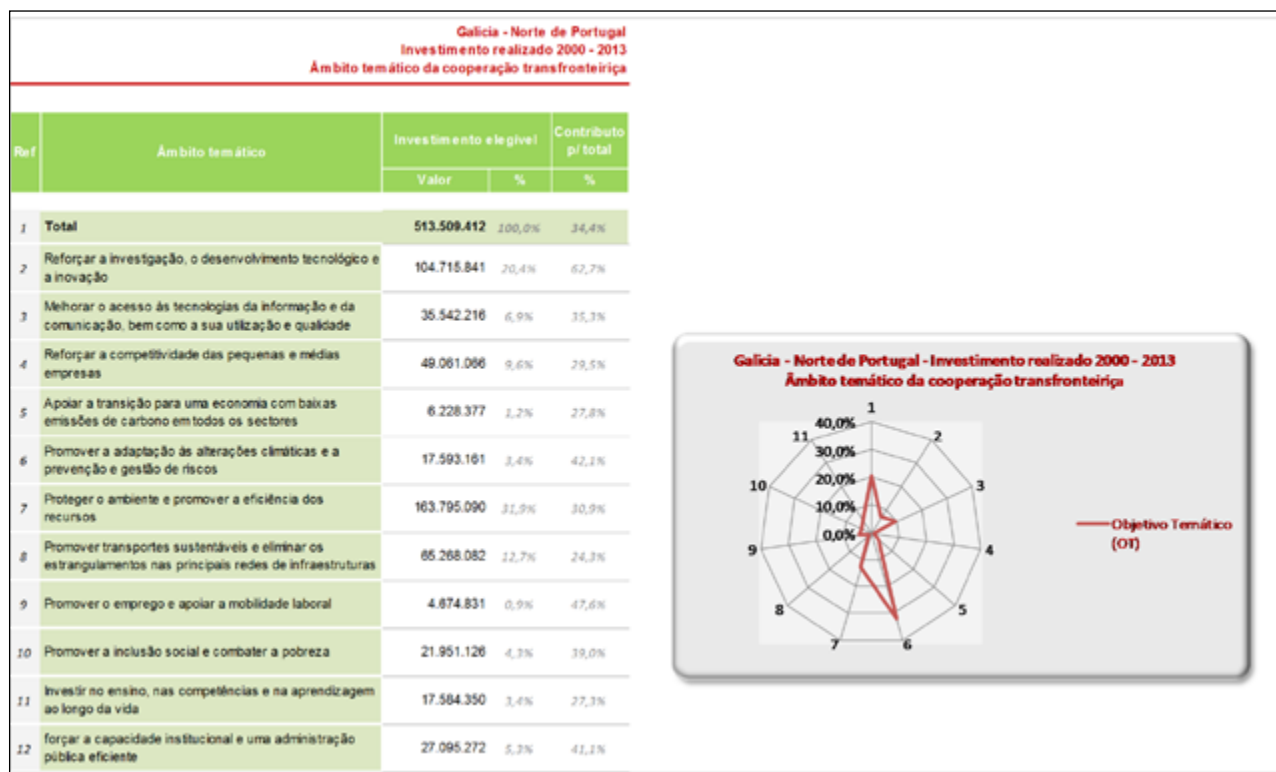 Galicia - Norte de Portugal
Investimento realizado 2000 - 2013
Âmbito temático da cooperação transfronteiriça
Ref Âmbito temático Investimento elegível Contributo p/ total
Valor % %
1 Total 513.509.412 100,0% 34,4%
2 Reforçar a investigação, o desenvolvimento tecnológico e
a inovação 104.715.841 20,4% 62,7%
3 Melhorar o acesso às tecnologias da informação e da
comunicação, bem como a sua utilização e qualidade 35.542.216 6,9% 35,3%
4 Reforçar a competitividade das pequenas e médias
empresas 49.061.066 9,6% 29,5%
5 Apoiar a transição para uma economia com baixas
emissões de carbono em todos os sectores 6.228.377 1,2% 27,8%
6 Promover a adaptação às alterações climáticas e a
prevenção e gestão de riscos 17.593.161 3,4% 42,1%
7 Proteger o ambiente e promover a eficiência dos
recursos 163.795.090 31,9% 30,9%
8 Promover transportes sustentáveis e eliminar os
estrangulamentos nas principais redes de infraestruturas 65.268.082 12,7% 24,3%
9 Promover o emprego e apoiar a mobilidade laboral 4.674.831 0,9% 47,6%
10 Promover a inclusão social e combater a pobreza 21.951.126 4,3% 39,0%
11 Investir no ensino, nas competências e na aprendizagem
ao longo da vida 17.584.350 3,4% 27,3%
12 forçar a capacidade institucional e uma administração
pública eficiente 27.095.272 5,3% 41,1%
Galicia - Norte de Portugal - Investimento realizado 2000 - 2013
Âmbito temático da cooperação transfronteiriça
1
40,0%
11 2
30,0%
10 20,0% 3
10,0%
0,0% Objetivo Temático
(OT)
9 4
8 5
7 6